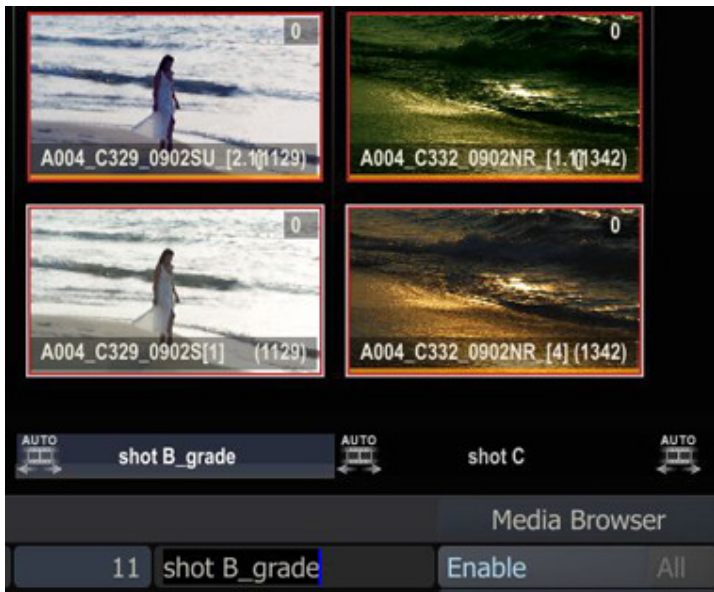 0 0
A004_C329_0902SU_[2.1](1129) A004_C332_0902NR_[1.1](1342)
0 0
A004_C329_0902S[1] (1129) A004_C332_0902NR_[4] (1342)
AUTO AUTO AUTO
shot B_grade shot C
Media Browser
11 shot B_grade Enable All